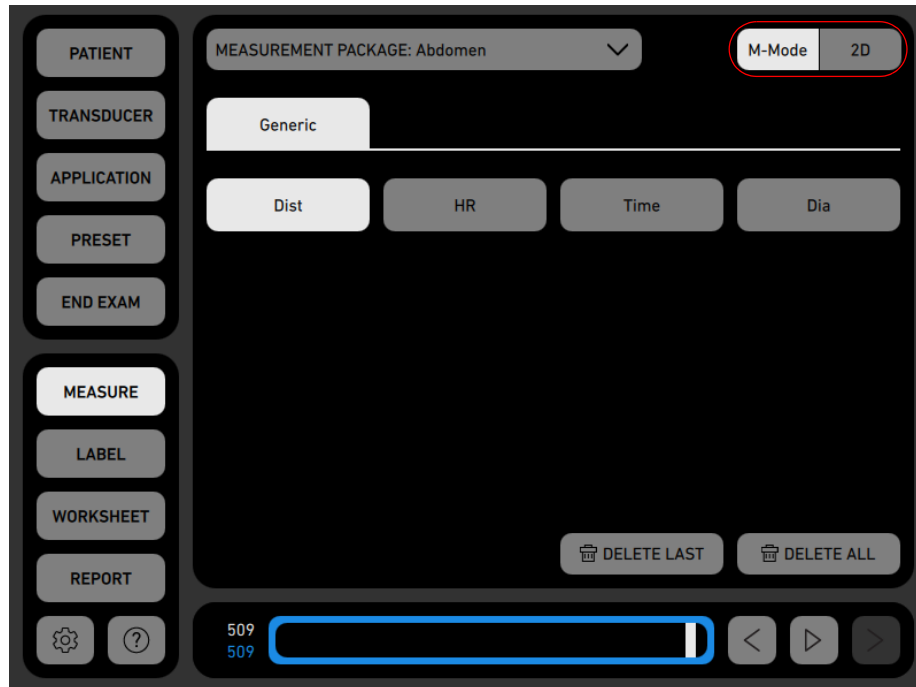 PATIENT
TRANSDUCER
APPLICATION
PRESET
END EXAM
MEASURE
LABEL
WORKSHEET
REPORT
?
MEASUREMENT PACKAGE: Abdomen
M-Mode 2D
Generic
Dist HR Time Dia
DELETE LAST DELETE ALL
509
509